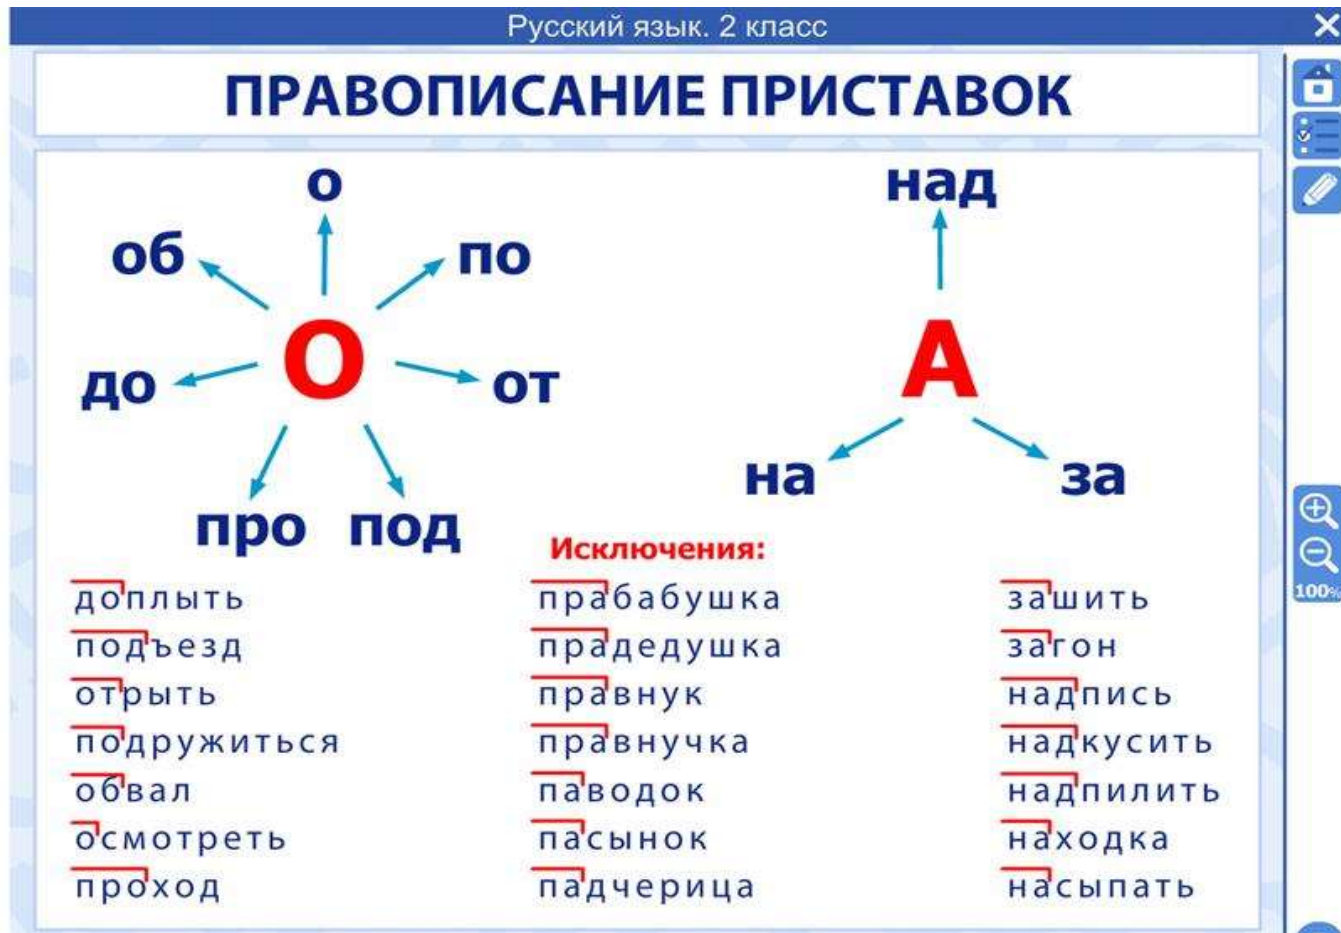 Русский язык. 2 класс
ПРАВОПИСАНИЕ ПРИСТАВОК
о
об
по
О
до
от
про
под
над
А
на
за
Исключения:
доплыть
подъезд
отрыть
подружиться
обвал
осмотреть
проход
прабабушка
прадедушка
правнук
правнучка
паводок
пасынок
падчерица
зашить
загон
надпись
надкусить
надпилить
находка
насыпать
100%